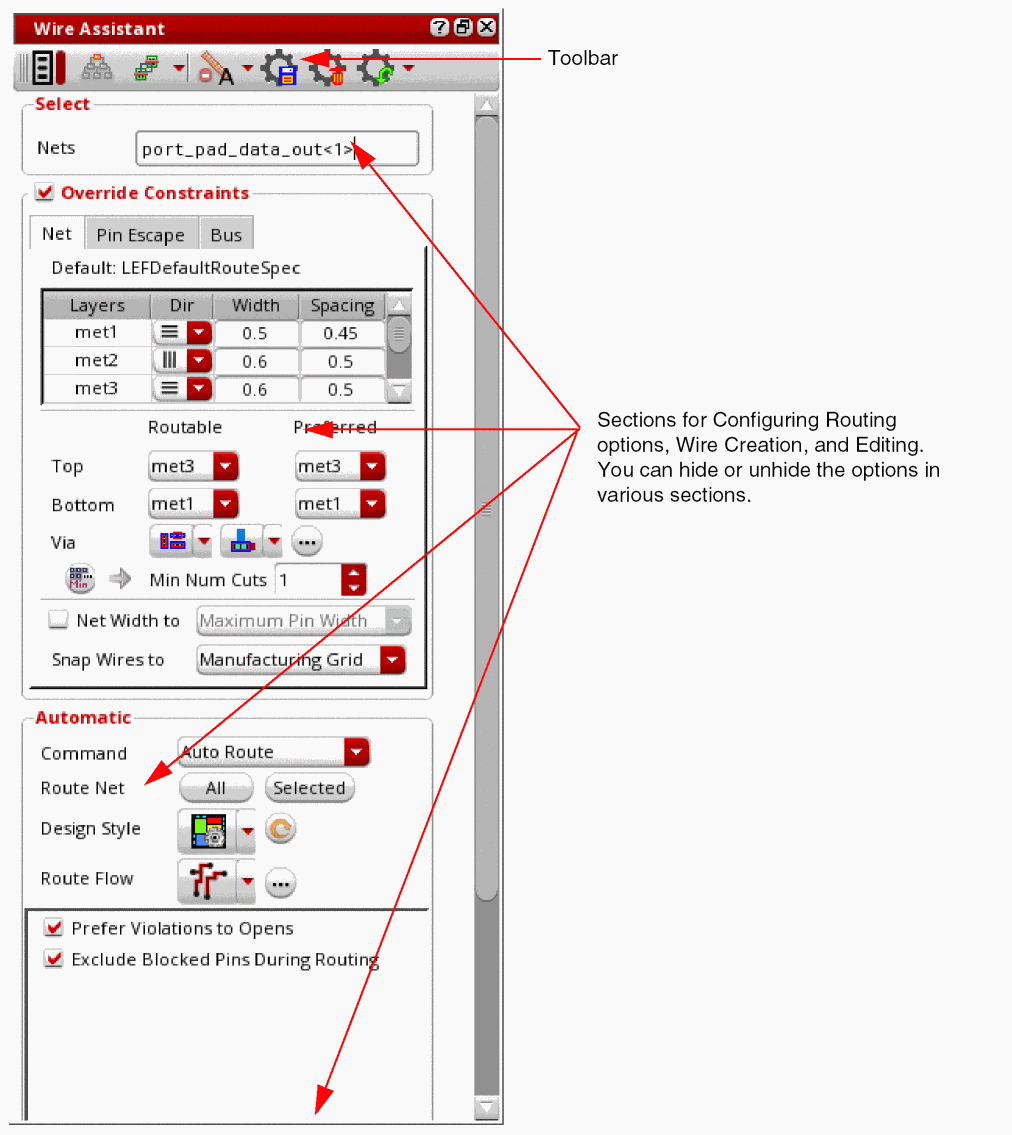 Wire Assistant
Toolbar
Select
Nets port_pad_data_out<1>
Override Constraints
Net Pin Escape Bus
Default: LEFDefaultRouteSpec
Layers Dir Width Spacing
met1 0.5 0.45
met2 0.6 0.5
met3 0.6 0.5
Routable Preferred
Top met3 met3
Bottom met1 met1
Via
Min Min Num Cuts 1
Net Width to Maximum Pin Width
Snap Wires to Manufacturing Grid
Sections for Configuring Routing
options, Wire Creation, and Editing.
You can hide or unhide the options in
various sections.
Automatic
Command Auto Route
Route Net All Selected
Design Style
Route Flow
Prefer Violations to Opens
Exclude Blocked Pins During Routing